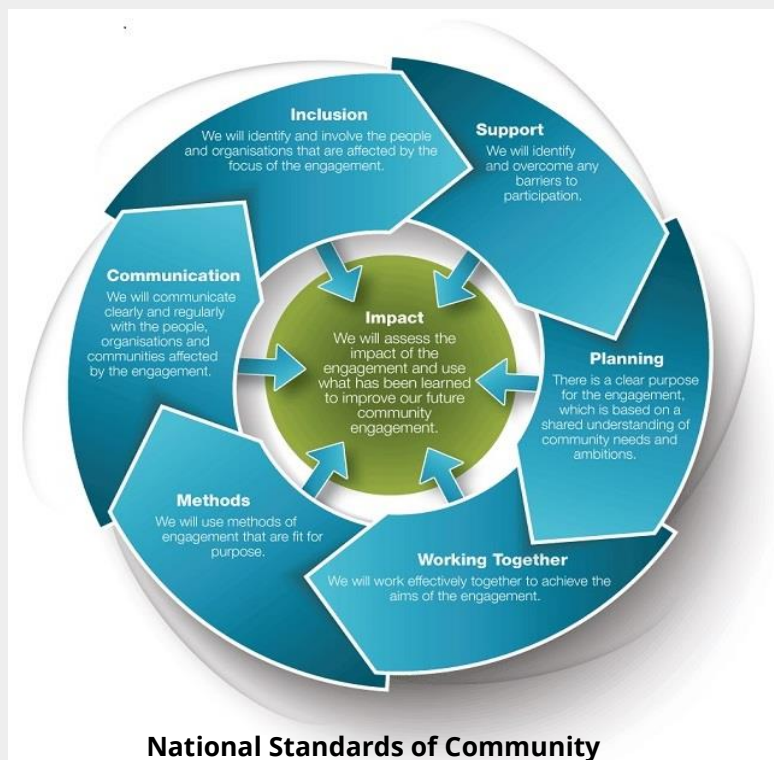 Inclusion
We will identify and involve the people
and organisations that are affected by the
focus of the engagement.
Support
We will identify
and overcome any
barriers to
participation.
Planning
There is a clear purpose
for the engagement,
which is based on a
shared understanding of
community needs and
ambitions.
Working Together
We will work effectively together to achieve the
aims of the engagement.
Methods
We will use methods of
engagement that are fit for
purpose.
Communication
We will communicate
clearly and regularly
with the people,
organisations and
communities affected
by the engagement.
Impact
We will assess the
impact of the
engagement and use
what has been learned
to improve our future
community
engagement.
National Standards of Community